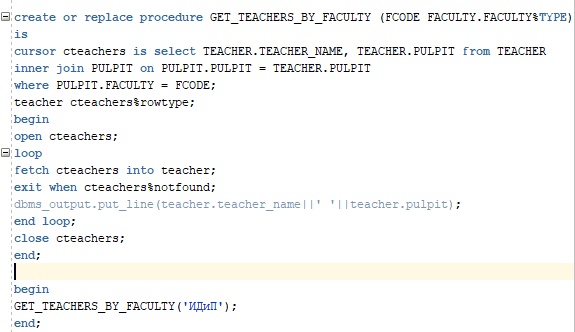 create or replace procedure GET_TEACHERS_BY_FACULTY (FCODE FACULTY.FACULTY%TYPE)
is
cursor cteachers is select TEACHER.TEACHER_NAME, TEACHER.PULPIT from TEACHER
inner join PULPIT on PULPIT.PULPIT = TEACHER.PULPIT
where PULPIT.FACULTY = FCODE;
teacher cteachers%rowtype;
begin
open cteachers;
loop
fetch cteachers into teacher;
exit when cteachers%notfound;
dbms_output.put_line(teacher.teacher_name||' '||teacher.pulpit);
end loop;
close cteachers;
end;
begin
GET_TEACHERS_BY_FACULTY('ИДиП');
end;